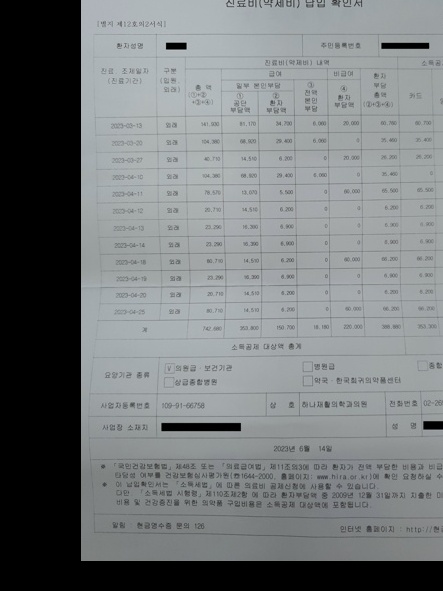 진료비(약제비) 납입 확인서
[별지 제12호의2서식]
환자성명 주민등록번호
진료, 조제일자 (진료기관) 구분 (입원, 외래) 진료비(약제비) 내역 소득공
총 액 (①+②+③+④) 급여 비급여 환자 부담 총액 (②+③+④) 카드
일부 본인부담 ③ 전액 본인 부담 ④ 환자 부담액
① 공단 부담액 ② 환자 부담액
2023-03-13 외래 141,930 81,170 34,700 6,060 20,000 60,760 60,700
2023-03-20 외래 104,380 68,920 29,400 6,060 0 35,460 35,400
2023-03-27 외래 40,710 14,510 6,200 0 20,000 26,200 26,200
2023-04-10 외래 104,380 68,920 29,400 6,060 0 35,460 0
2023-04-11 외래 78,570 13,070 5,500 0 60,000 65,500 65,500
2023-04-12 외래 20,710 14,510 6,200 0 0 6,200 6,200
2023-04-13 외래 23,290 16,390 6,900 0 0 6,900 6,900
2023-04-14 외래 23,290 16,390 6,900 0 0 6,900 6,900
2023-04-18 외래 80,710 14,510 6,200 0 60,000 66,200 66,200
2023-04-19 외래 23,290 16,390 6,900 0 0 6,900 6,900
2023-04-20 외래 20,710 14,510 6,200 0 0 6,200 6,200
2023-04-25 외래 80,710 14,510 6,200 0 60,000 66,200 66,200
계 742,680 353,800 150,700 18,180 220,000 388,880 353,300
소득공제 대상액 총계
요양기관 종류 [√]의원급·보건기관 병원급 종합
상급종합병원 약국·한국희귀의약품센터
사업자등록번호 109-91-66758 상 호 하나재활의학과의원 전화번호 02-26
사업장 소재지 성 명
2023년 6월 14일
※ 「국민건강보험법」제48조 또는 「의료급여법」제11조의3에 따라 환자가 전액 부담한 비용과 비급
타당성 여부를 건강보험심사평가원(☎1644-2000, 홈페이지: www.hira.or.kr)에 확인 요청하실 수
※ 이 납입확인서는 「소득세법」에 따른 의료비 공제신청에 사용할 수 있습니다.
다만, 「소득세법 시행령」제110조제2항 에 따라 환자부담액 중 2009년 12월 31일까지 지출한 미
비용 및 건강증진을 위한 의약품 구입비용은 소득공제 대상액에 포함됩니다.
알림 : 현금영수증 문의 126 인터넷 홈페이지 : http://현금